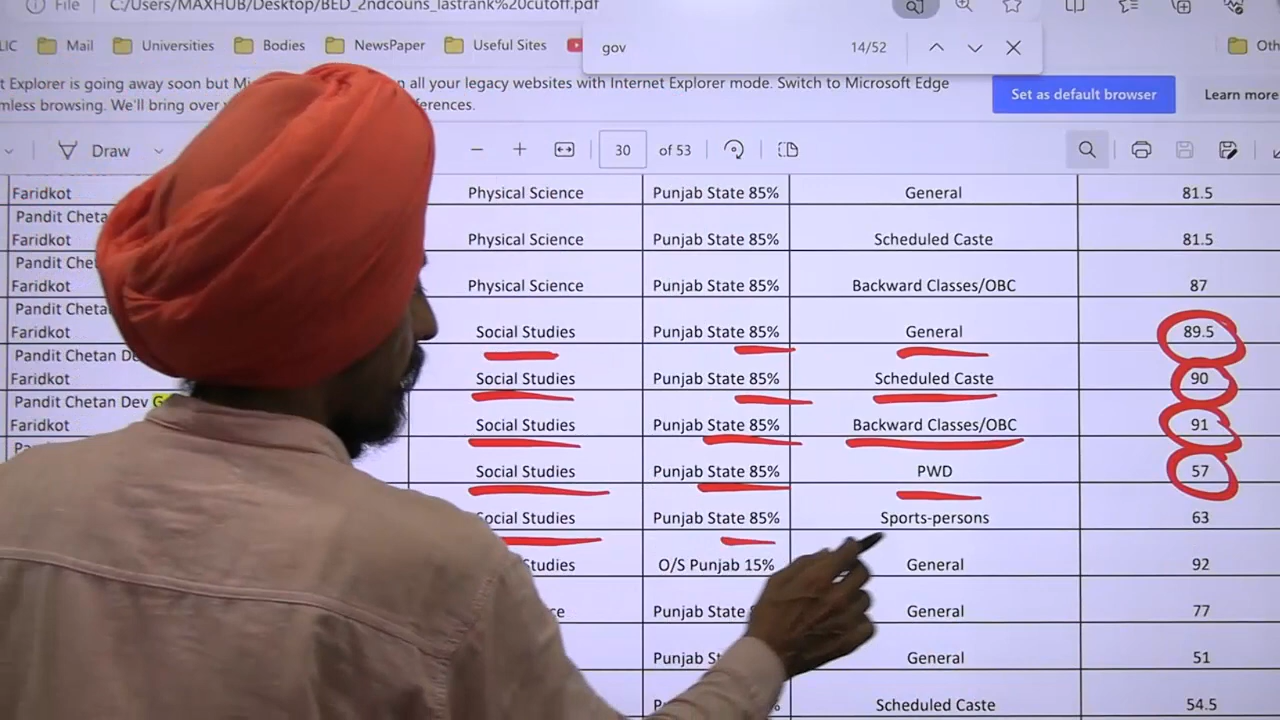 File C:/Users/MAXHUB/Desktop/BED_2ndcouns_lastrank%20cutoff.pdf
LIC Mail Universities Bodies NewsPaper Useful Sites
gov 14/52
t Explorer is going away soon but all your legacy websites with Internet Explorer mode. Switch to Microsoft Edge
mless browsing. We'll bring over
Set as default browser Learn more
Draw 30 of 53
Faridkot Physical Science Punjab State 85% General 81.5
Pandit Cheta
Faridkot Physical Science Punjab State 85% Scheduled Caste 81.5
Pandit Che
Faridkot Physical Science Punjab State 85% Backward Classes/OBC 87
Pandit Cheta
Faridkot Social Studies Punjab State 85% General 89.5
Pandit Chetan De
Faridkot Social Studies Punjab State 85% Scheduled Caste 90
Pandit Chetan Dev G
Faridkot Social Studies Punjab State 85% Backward Classes/OBC 91
Social Studies Punjab State 85% PWD 57
Social Studies Punjab State 85% Sports-persons 63
Studies O/S Punjab 15% General 92
ce Punjab State General 77
Punjab General 51
Scheduled Caste 54.5